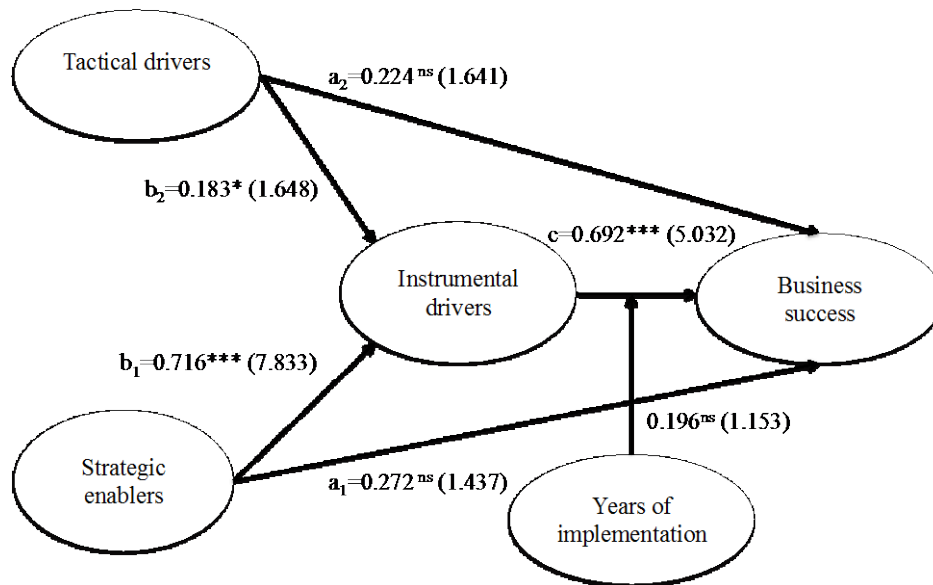 Tactical drivers
a₂=0.224 ⁿˢ (1.641)
b₂=0.183* (1.648)
c=0.692*** (5.032)
Instrumental
drivers
Business
success
b₁=0.716*** (7.833)
0.196ⁿˢ (1.153)
Strategic
enablers
a₁=0.272 ⁿˢ (1.437)
Years of
implementation